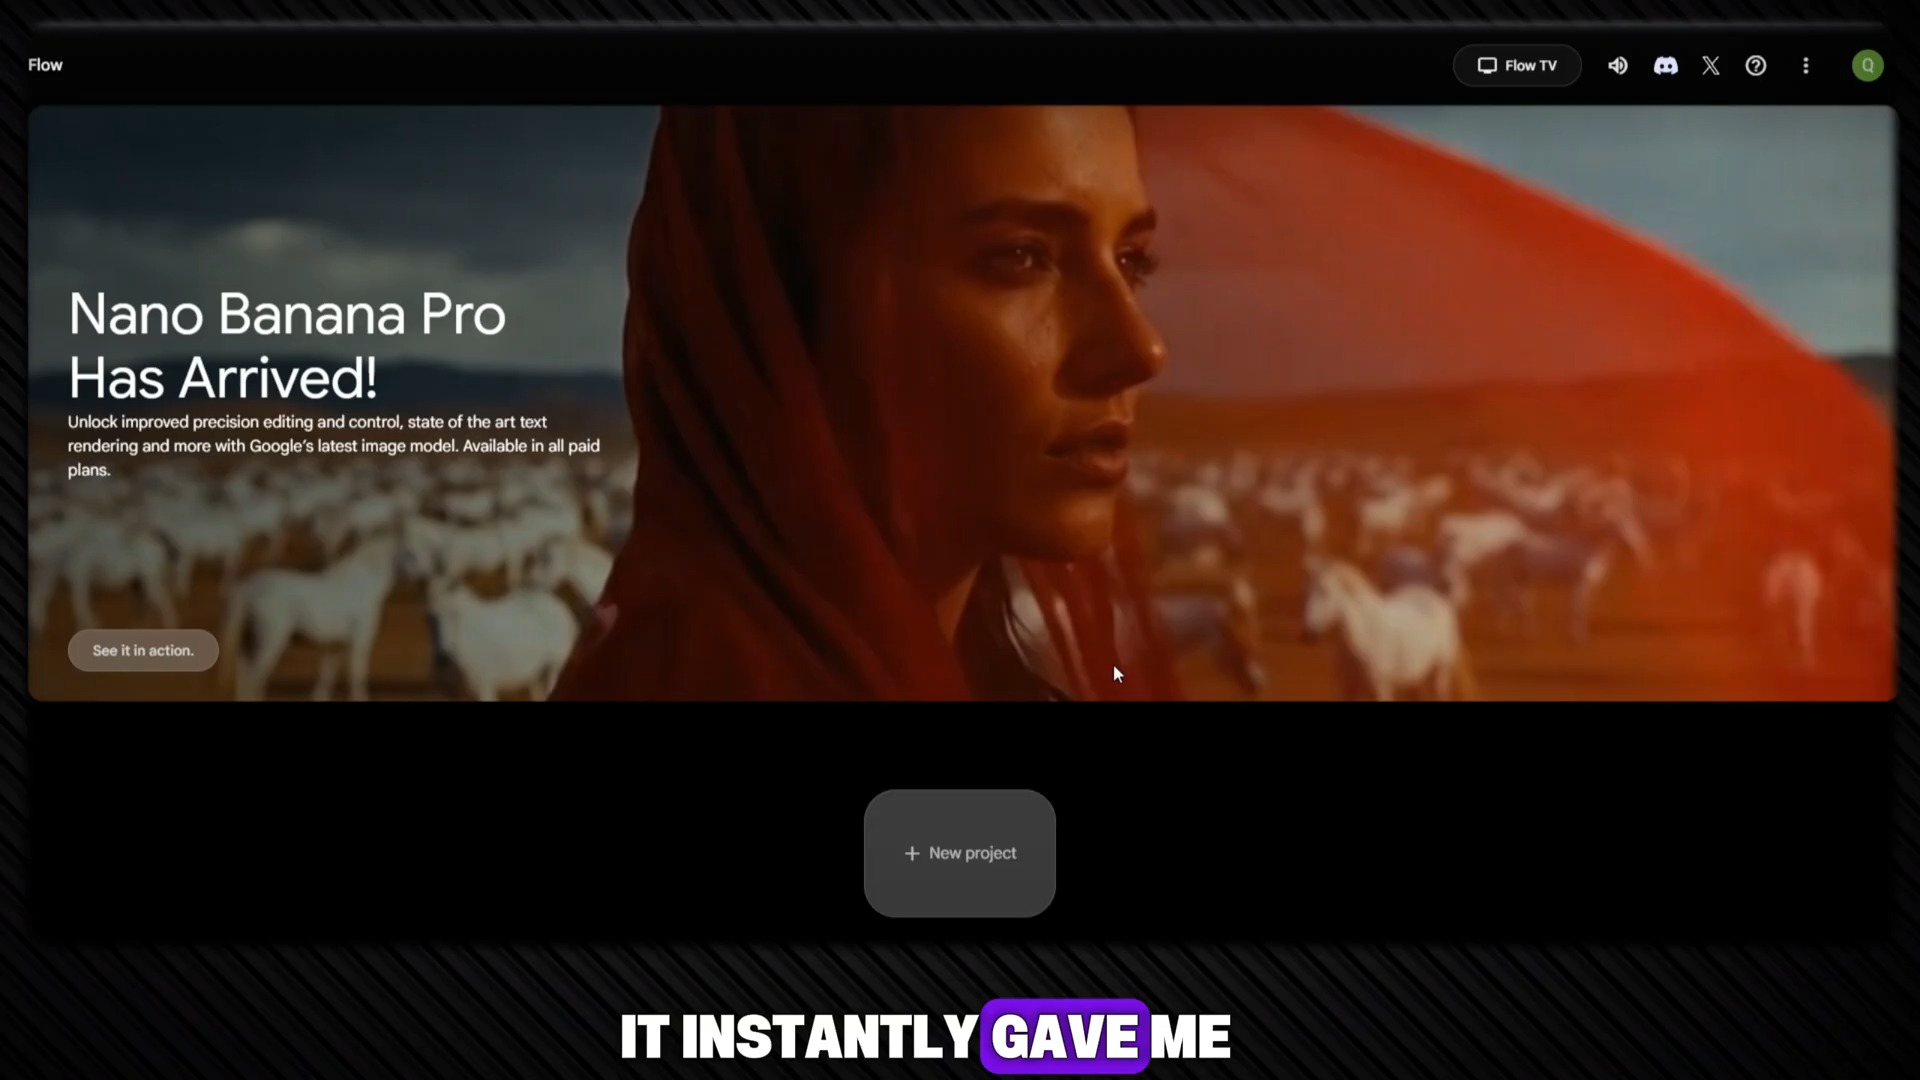 Flow
Flow TV
Q
Nano Banana Pro
Has Arrived!
Unlock improved precision editing and control, state of the art text
rendering and more with Google's latest image model. Available in all paid
plans.
See it in action.
+ New project
IT INSTANTLY GAVE ME